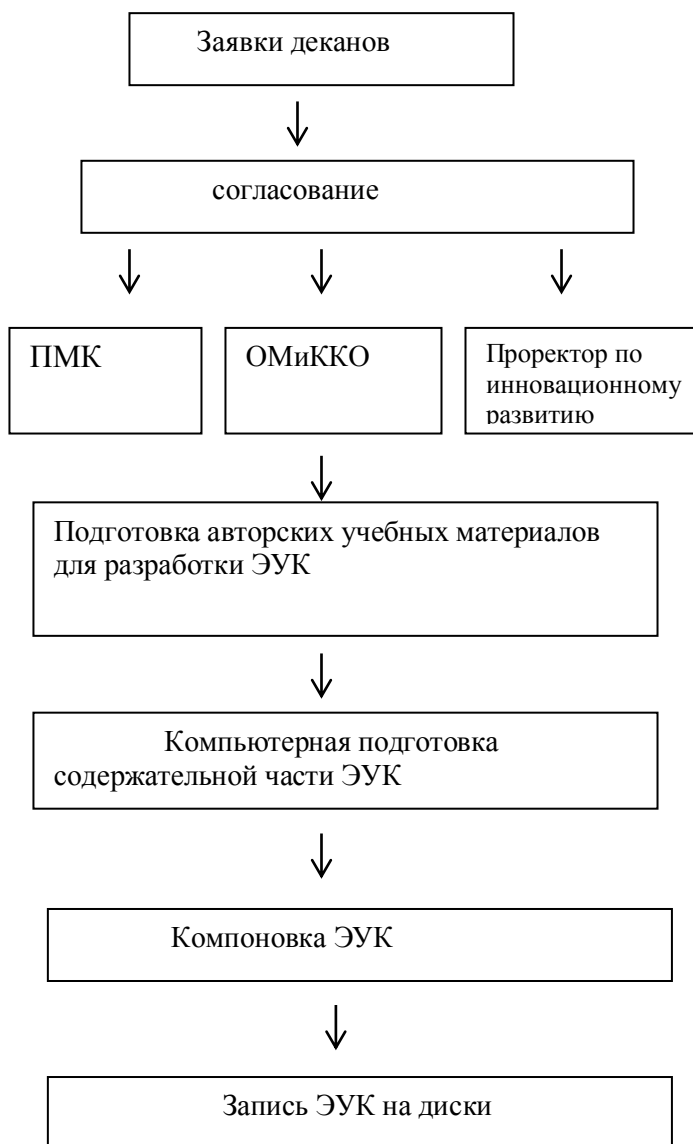 Заявки деканов
согласование
ПМК
ОМиККО
Проректор по
инновационному
развитию
Подготовка авторских учебных материалов
для разработки ЭУК
Компьютерная подготовка
содержательной части ЭУК
Компоновка ЭУК
Запись ЭУК на диски